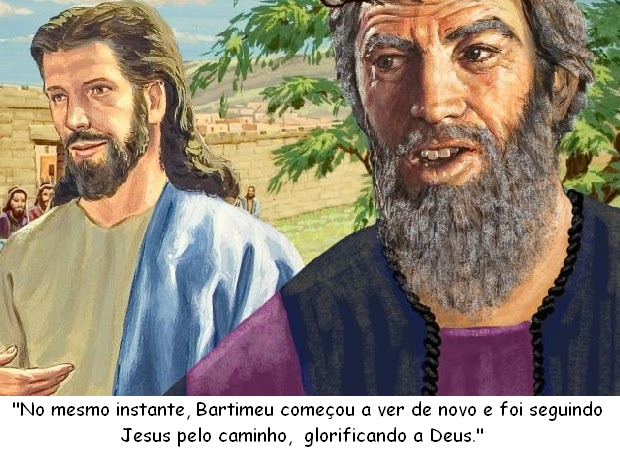 "No mesmo instante, Bartimeu começou a ver de novo e foi seguindo
Jesus pelo caminho,  glorificando a Deus."